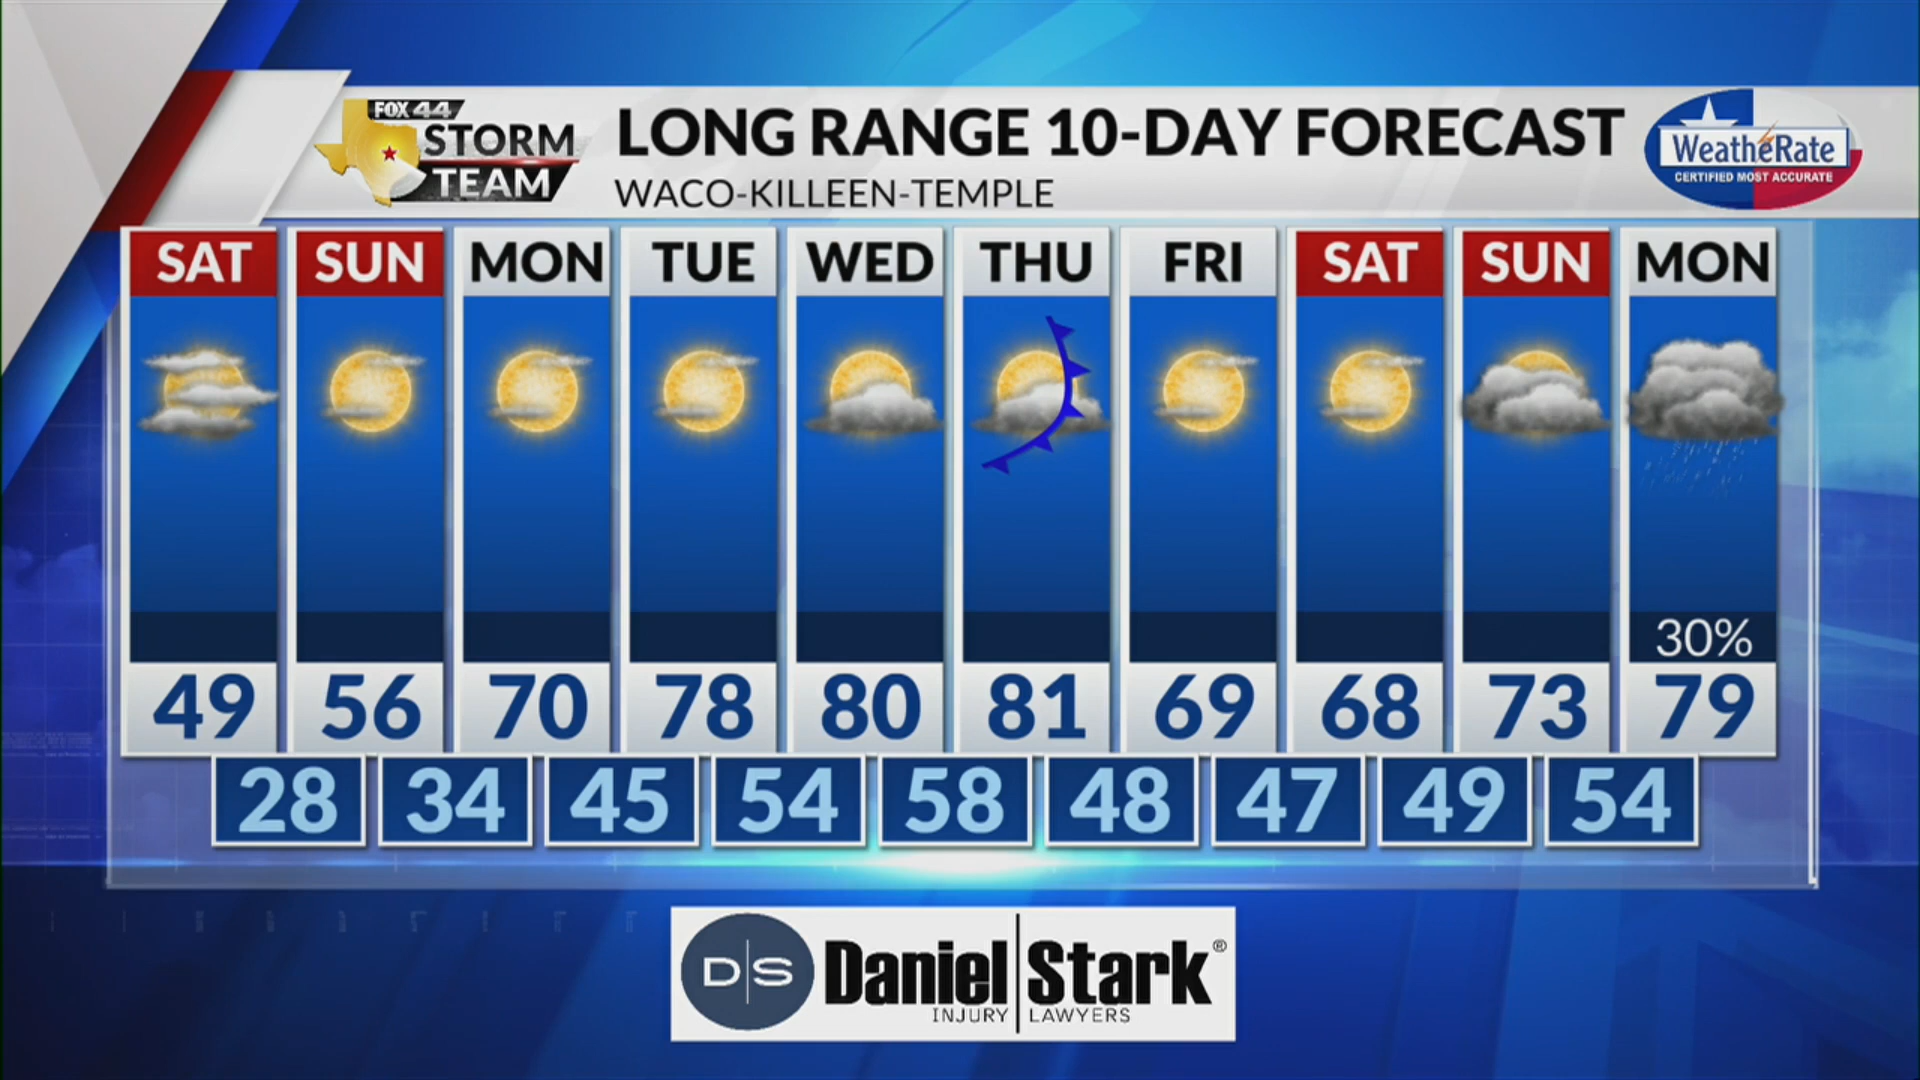 FOX 44
STORM
TEAM
LONG RANGE 10-DAY FORECAST
WACO-KILLEEN-TEMPLE
WeatheRate
CERTIFIED MOST ACCURATE
SAT SUN MON TUE WED THU FRI SAT SUN MON
30%
49 56 70 78 80 81 69 68 73 79
28 34 45 54 58 48 47 49 54
D|S
Daniel Stark®
INJURY LAWYERS